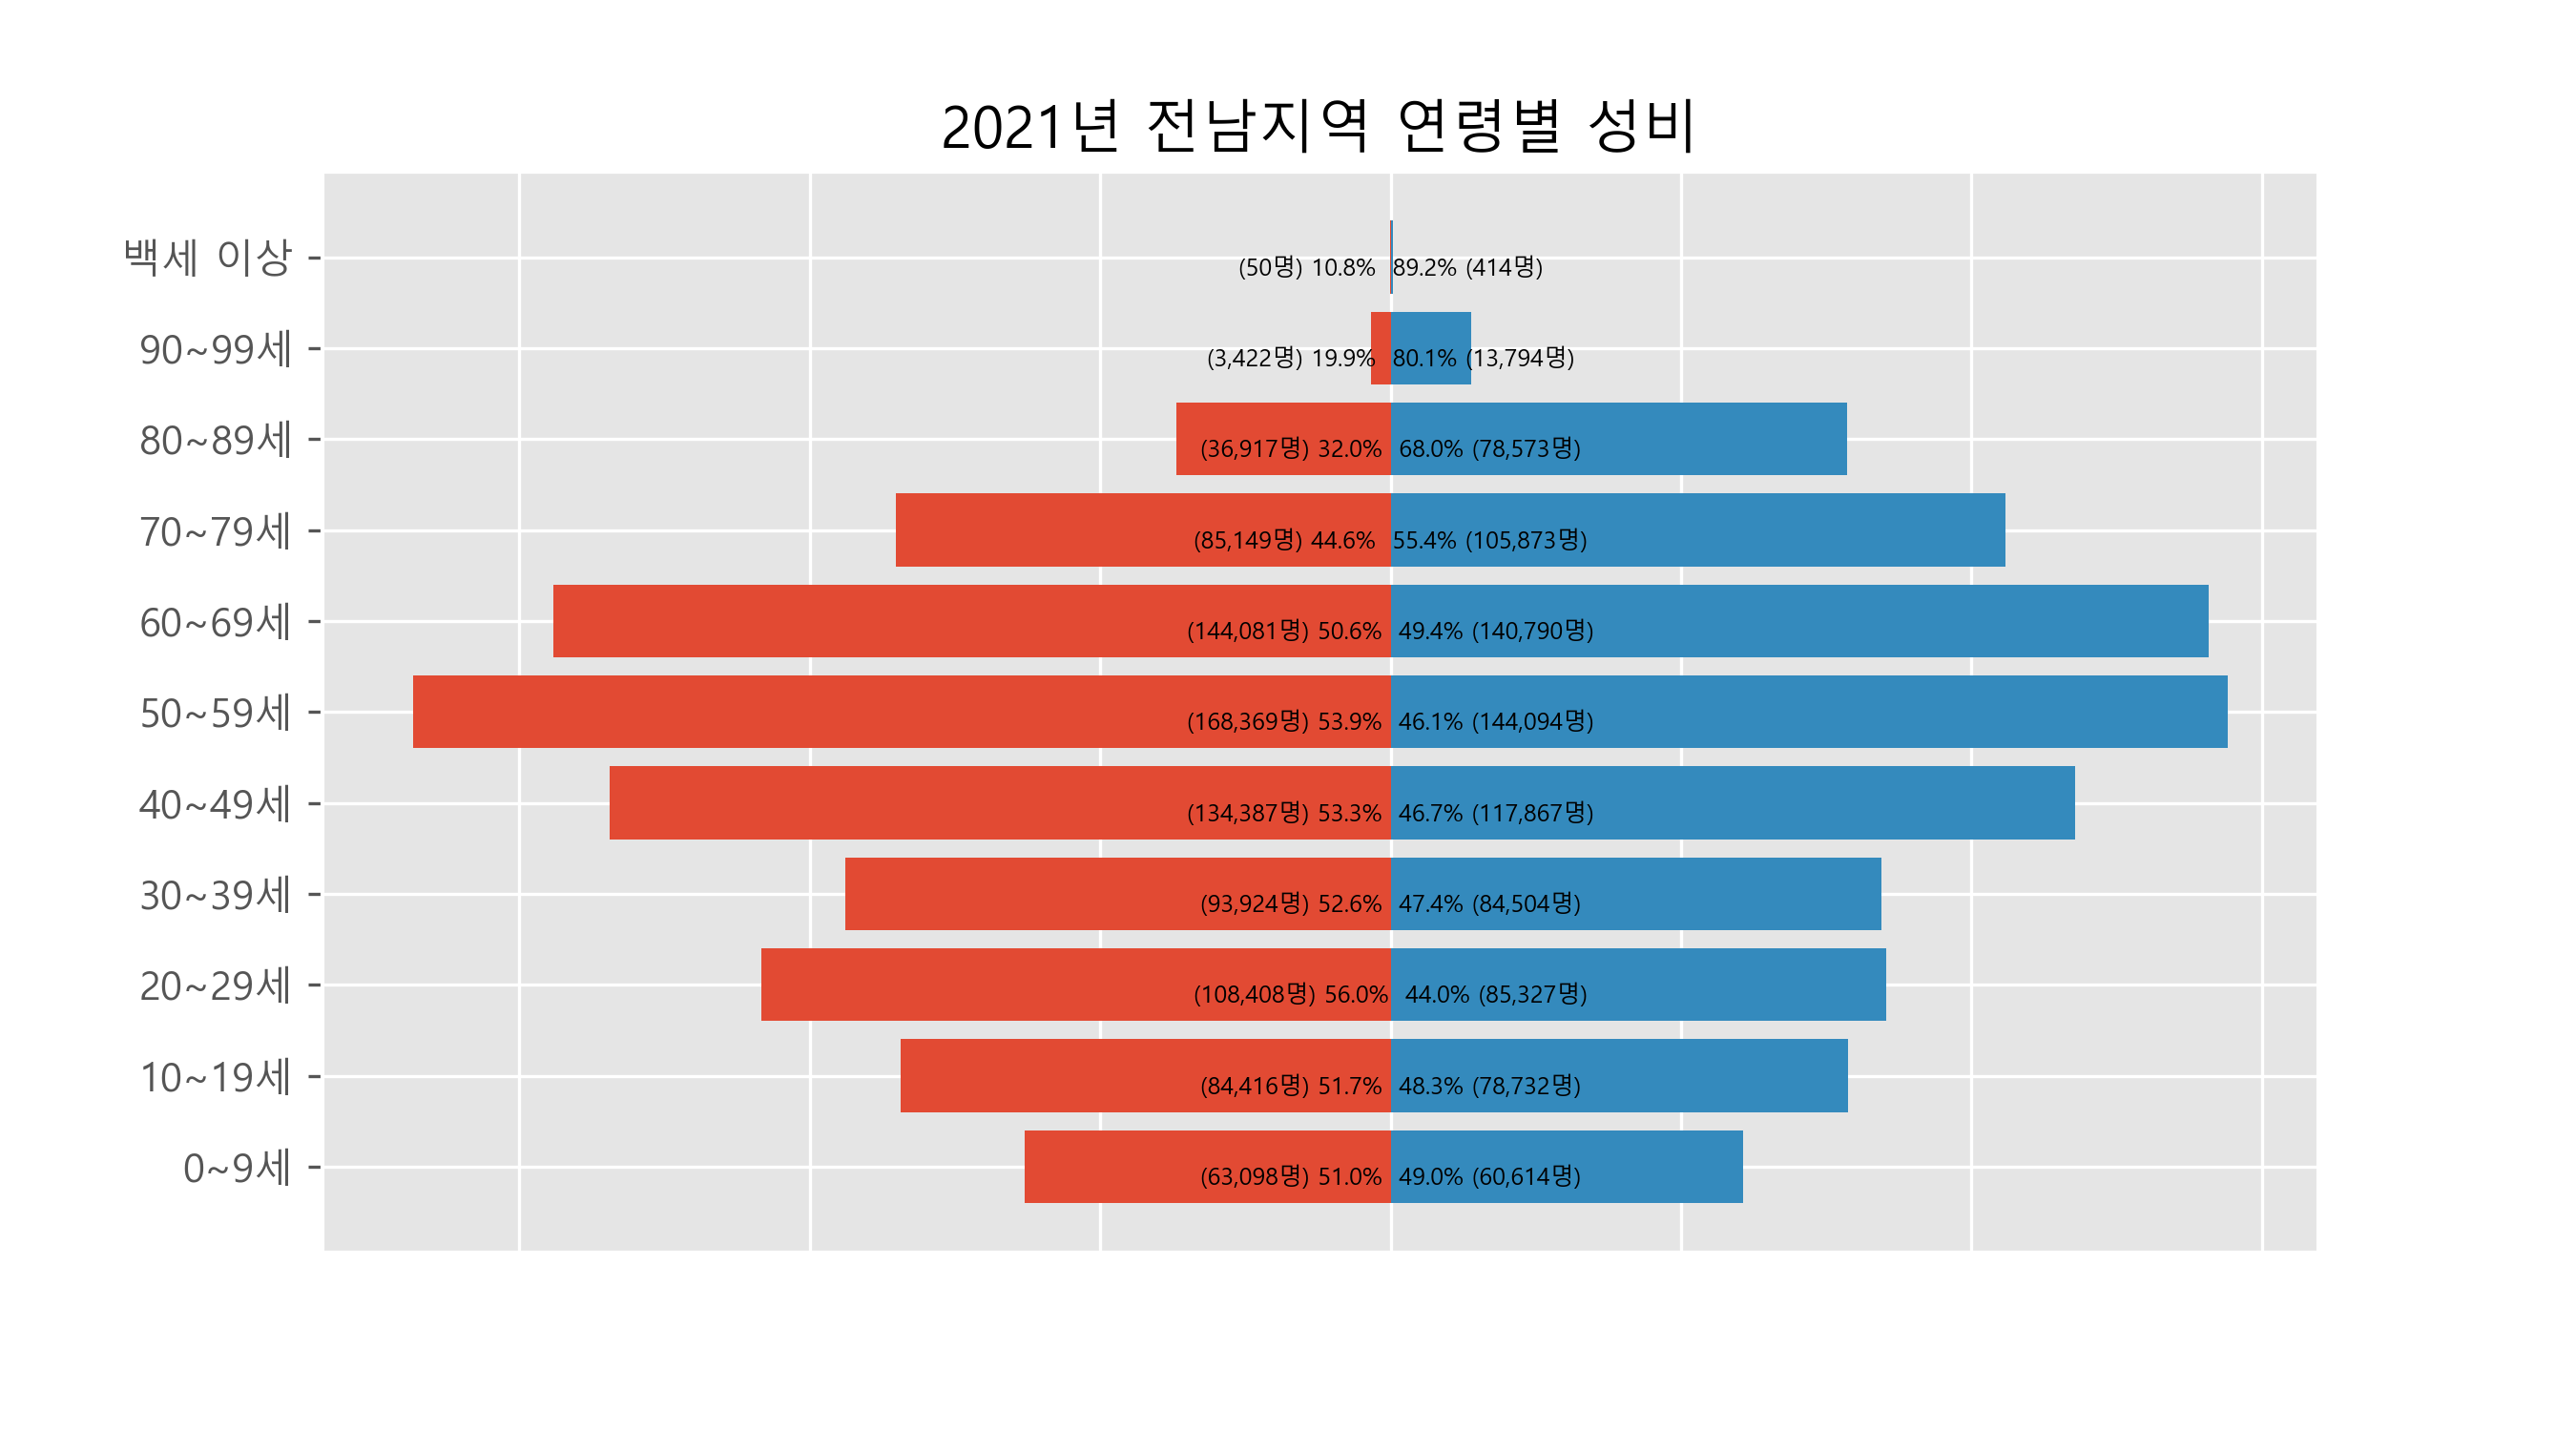 2021년 전남지역 연령별 성비
백세 이상 (50명) 10.8% 89.2% (414명)
90~99세 (3,422명) 19.9% 80.1% (13,794명)
80~89세 (36,917명) 32.0% 68.0% (78,573명)
70~79세 (85,149명) 44.6% 55.4% (105,873명)
60~69세 (144,081명) 50.6% 49.4% (140,790명)
50~59세 (168,369명) 53.9% 46.1% (144,094명)
40~49세 (134,387명) 53.3% 46.7% (117,867명)
30~39세 (93,924명) 52.6% 47.4% (84,504명)
20~29세 (108,408명) 56.0% 44.0% (85,327명)
10~19세 (84,416명) 51.7% 48.3% (78,732명)
0~9세 (63,098명) 51.0% 49.0% (60,614명)